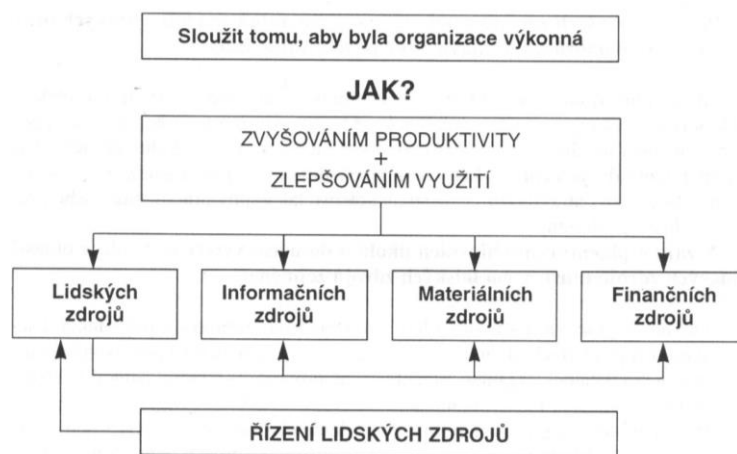 Sloužit tomu, aby byla organizace výkonná
JAK?
ZVYŠOVÁNÍM PRODUKTIVITY
+
ZLEPŠOVÁNÍM VYUŽITÍ
Lidských
zdrojů
Informačních
zdrojů
Materiálních
zdrojů
Finančních
zdrojů
ŘÍZENÍ LIDSKÝCH ZDROJŮ